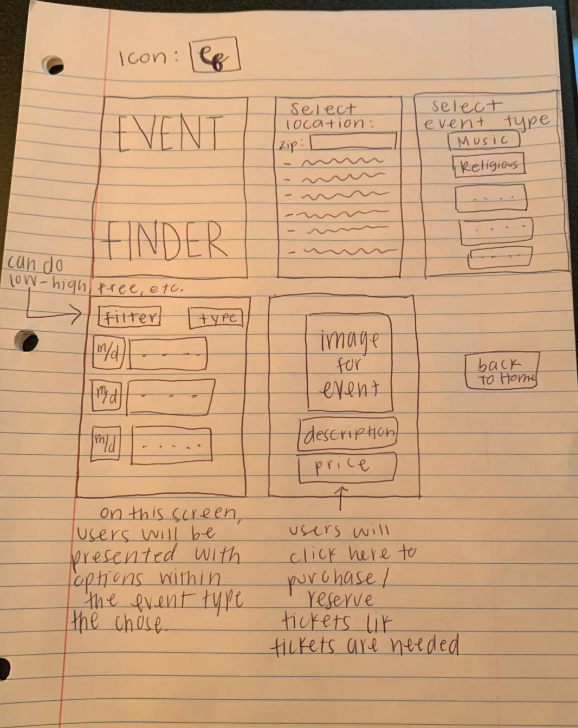 Icon:
EVENT
FINDER
Select
location:
Zip:
select
event type
Music
Religious
can do
low-high, free, etc.
filter
type
m/d
m/d
m/d
image
for
event
description
price
back
to Home
on this screen,
users will be
presented with
options within
the event type
the chose.
users will
click here to
purchase/
reserve
tickets (if
tickets are needed